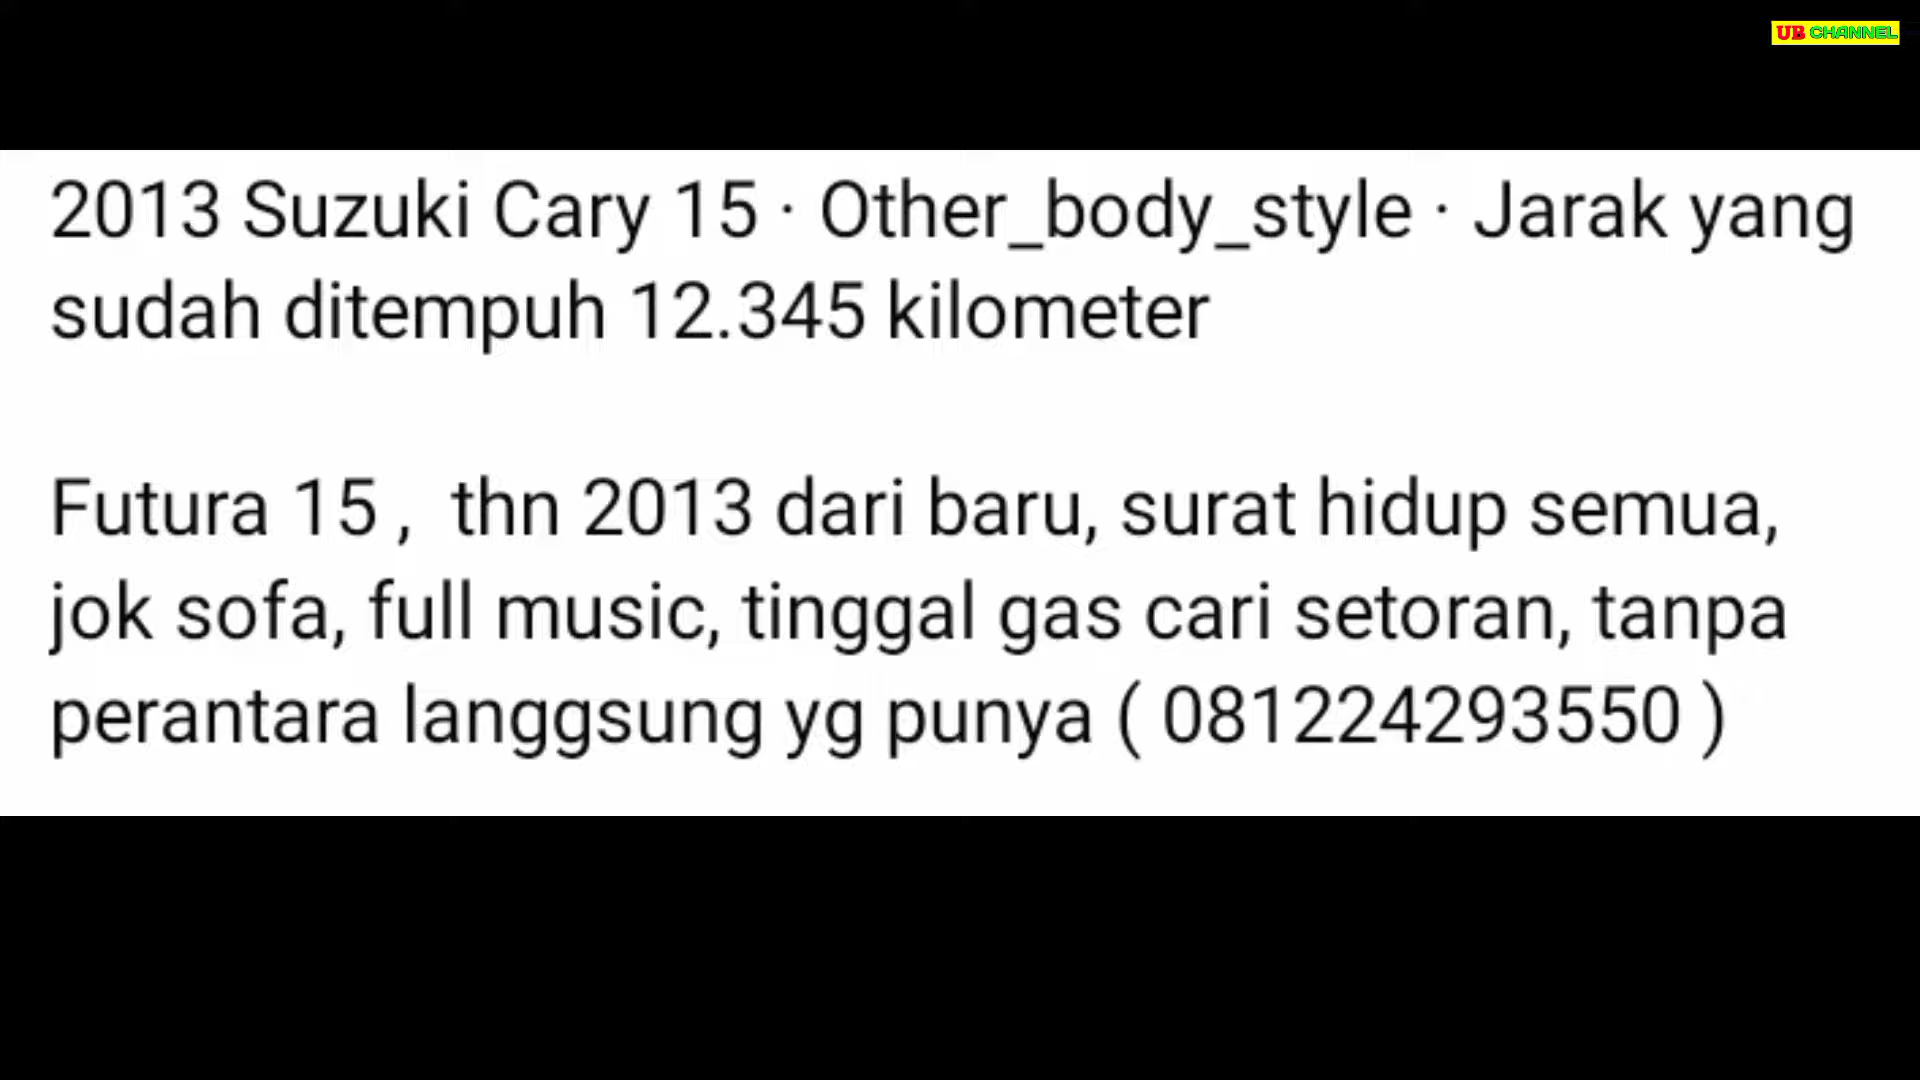 UB CHANNEL
2013 Suzuki Cary 15 · Other_body_style · Jarak yang
sudah ditempuh 12.345 kilometer
Futura 15 ,  thn 2013 dari baru, surat hidup semua,
jok sofa, full music, tinggal gas cari setoran, tanpa
perantara langgsung yg punya ( 081224293550 )